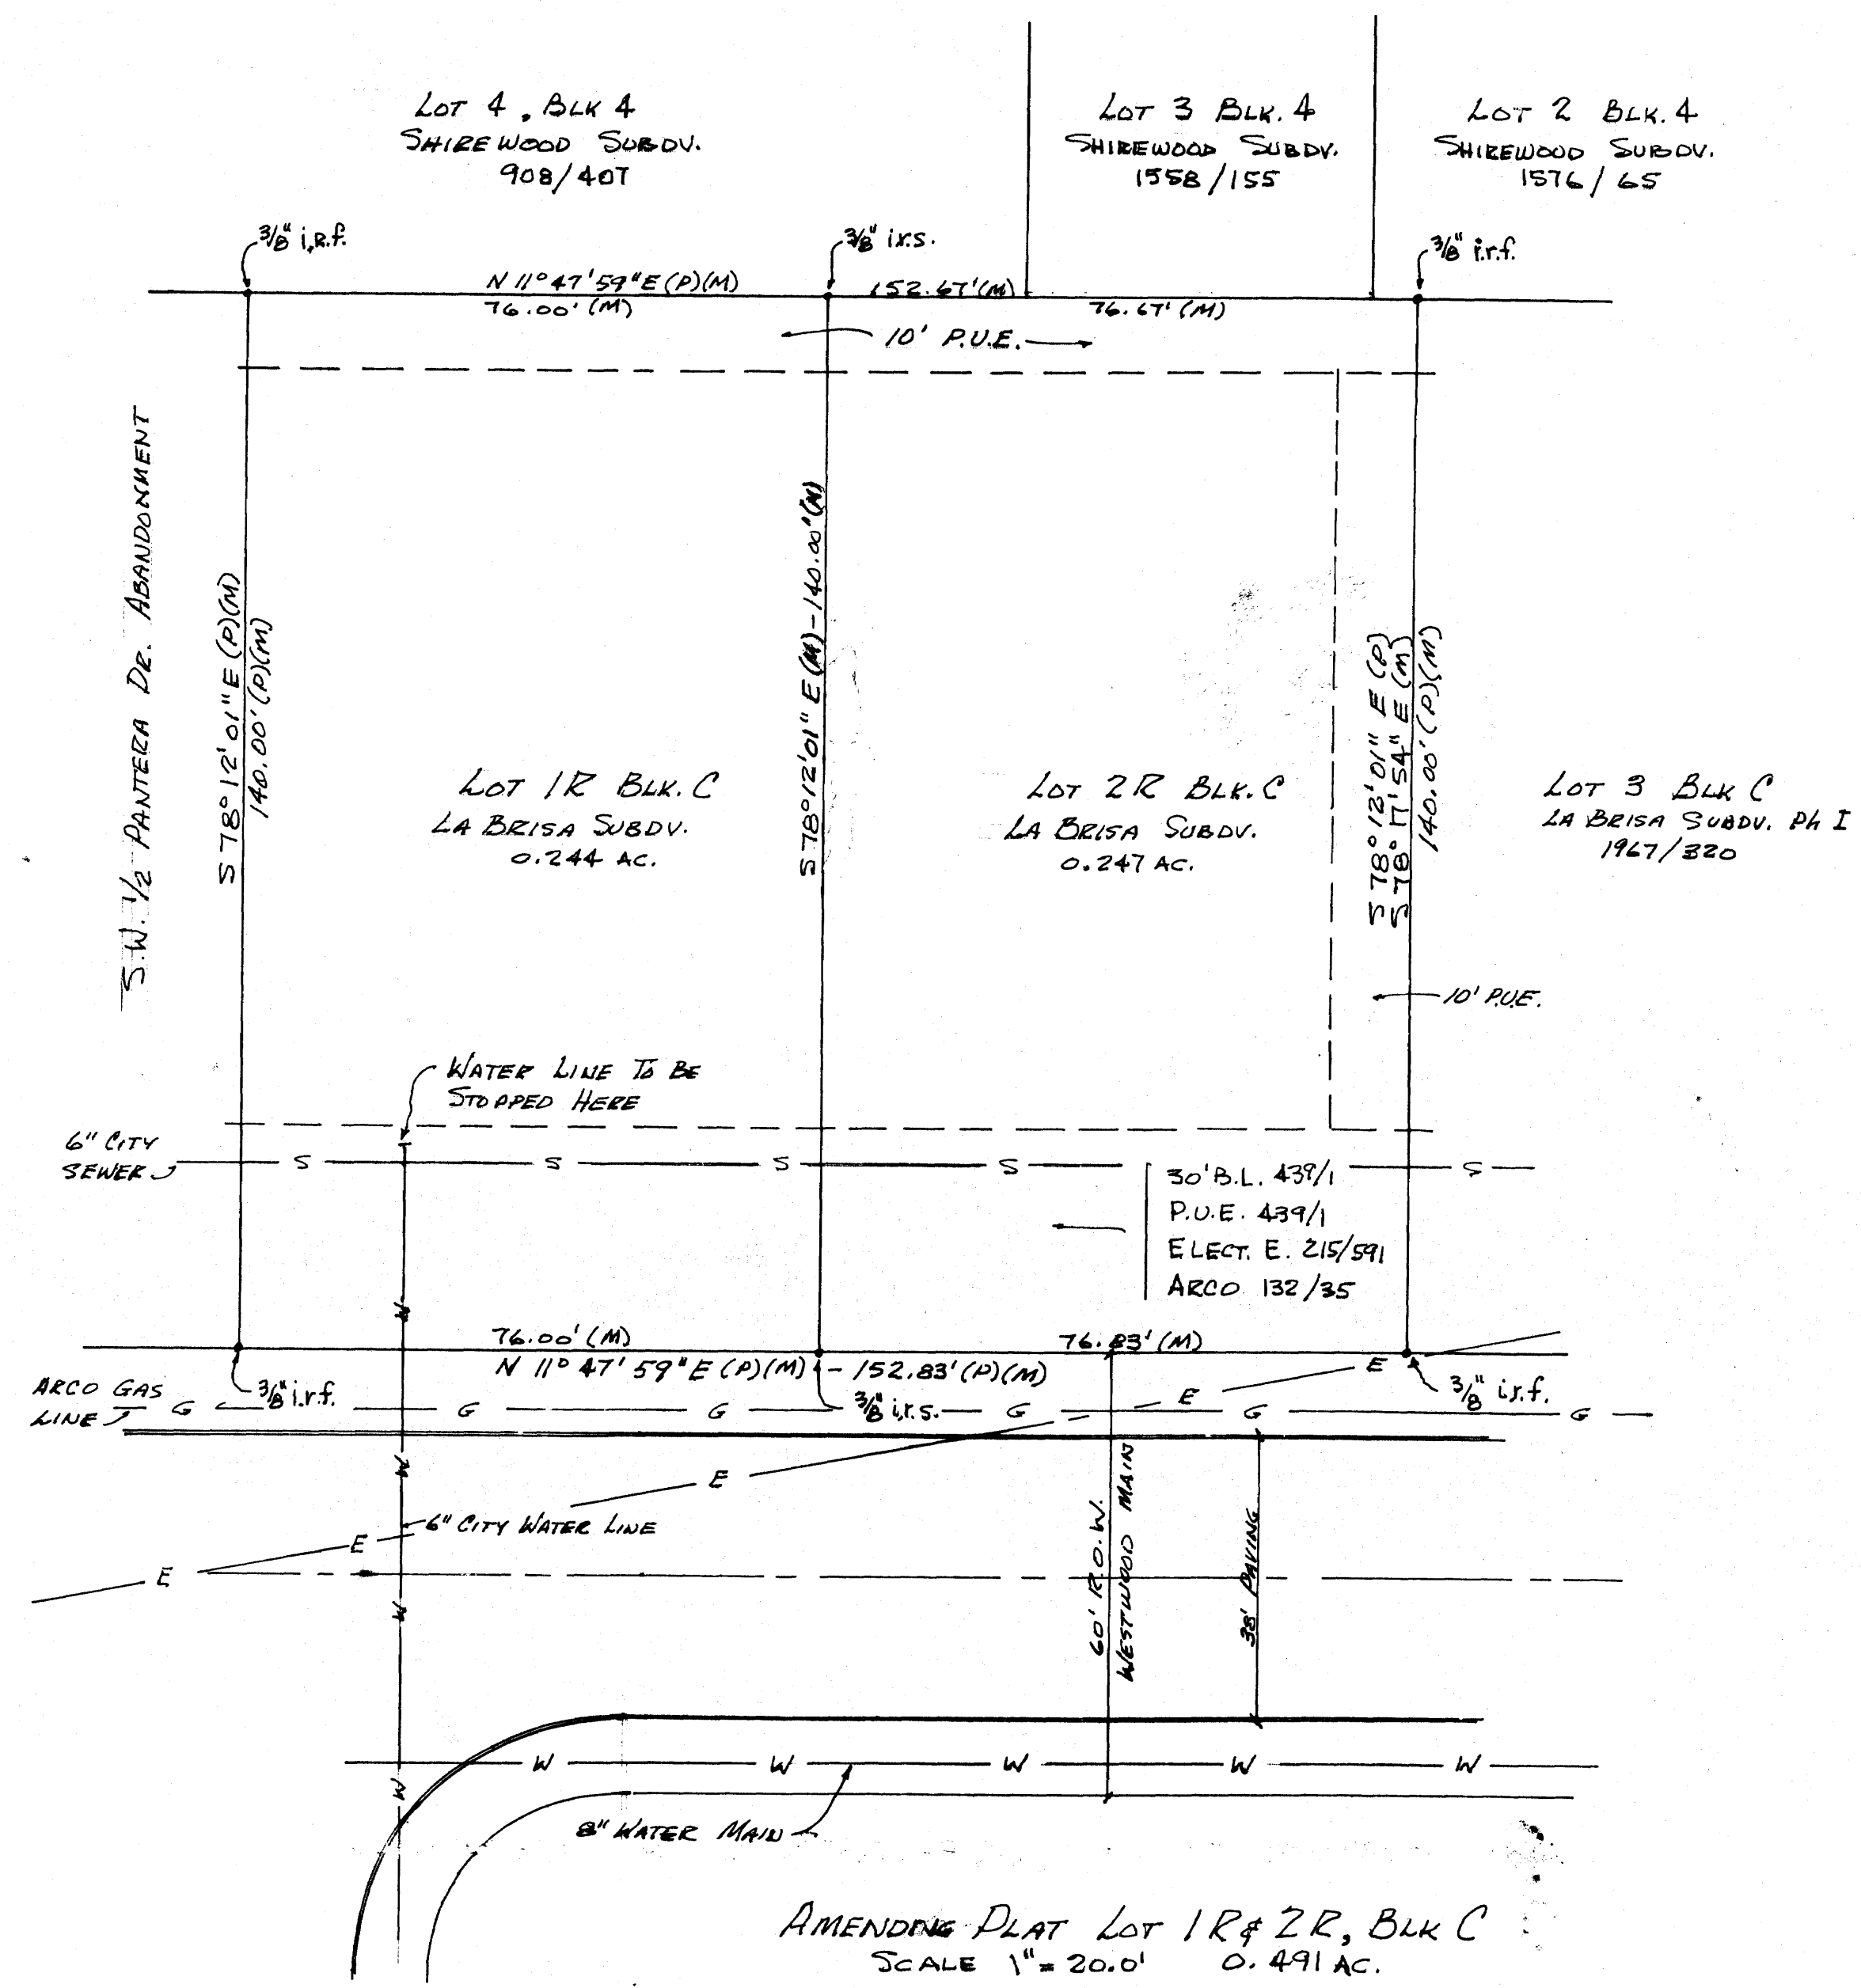 LOT 4, BLK 4
SHIREWOOD SUBDV.
908/407
LOT 3 BLK. 4
SHIREWOOD SUBDV.
1558/155
LOT 2 BLK. 4
SHIREWOOD SUBDV.
1576/65
3/8" i.R.f.
3/8" i.r.s.
3/8" i.r.f.
N 11° 47' 59" E (P)(M)
152.67' (M)
76.00' (M)
76.67' (M)
10' P.U.E.
S.W. 1/2 PANTERA DR. ABANDONMENT
S 78° 12' 01" E (P)(M)
140.00' (P)(M)
S 78° 12' 01" E (M) - 140.00' (M)
S 78° 12' 01" E (P)
S 78° 17' 54" E (M)
140.00' (P)(M)
LOT 1R BLK. C
LA BRISA SUBDV.
0.244 AC.
LOT 2R BLK. C
LA BRISA SUBDV.
0.247 AC.
LOT 3 BLK C
LA BRISA SUBDV. Ph I
1967/320
10' P.U.E.
WATER LINE TO BE
STOPPED HERE
6" CITY
SEWER
S S S S S
30' B.L. 439/1
P.U.E. 439/1
ELECT. E. 215/591
ARCO 132/35
W
76.00' (M)
76.83' (M)
N 11° 47' 59" E (P)(M) - 152.83' (P)(M)
E
ARCO GAS
LINE
3/8" i.r.f.
3/8" i.r.s.
3/8" i.r.f.
E
G G G G G G
W
E
6" CITY WATER LINE
E
E
W
60' R.O.W.
WESTWOOD MAIN
38' PAVING
W W W W W
W
8" WATER MAIN
AMENDING PLAT LOT 1R & 2R, BLK C
SCALE 1" = 20.0' 0.491 AC.